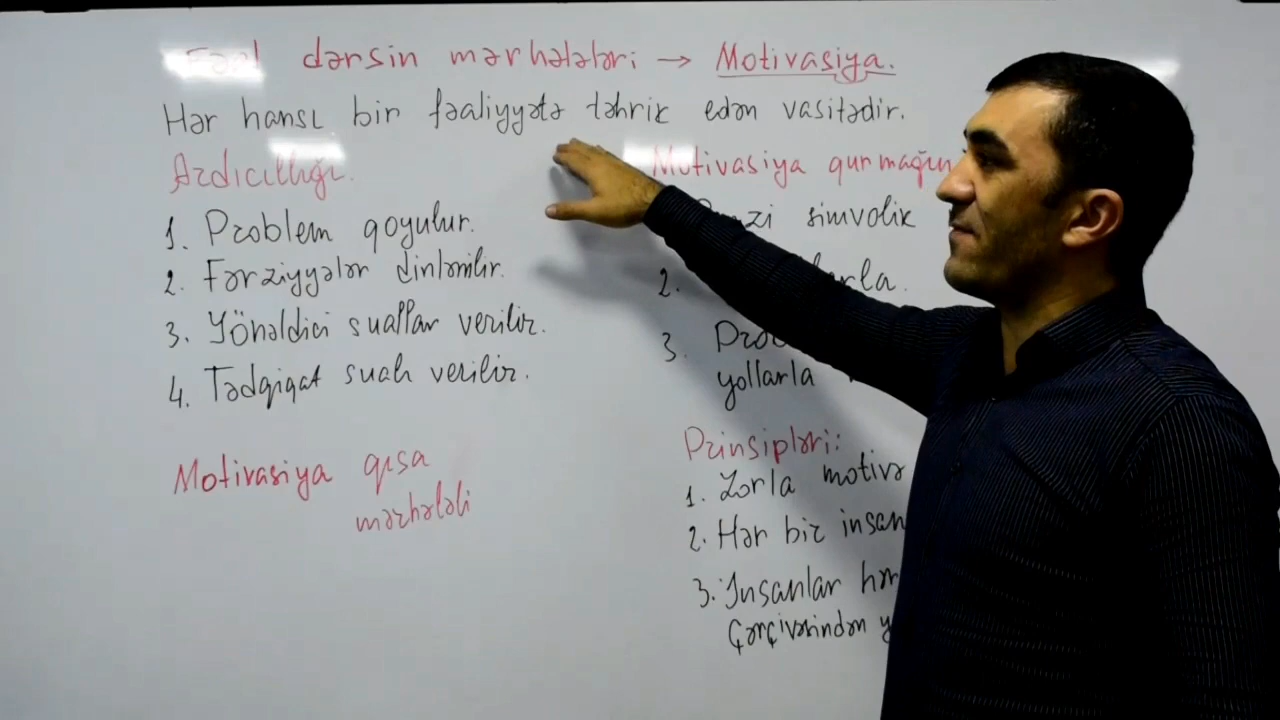 dərsin mərhələləri → Motivasiya.
Hər hansı bir fəaliyyətə təhrik edən vasitədir.
Ardıcıllığı.
1. Problem qoyulur.
2. Fərziyyələr dinlənilir.
3. Yönəldici suallar verilir.
4. Tədqiqat sualı verilir.
Motivasiya qısa
mərhələli
Motivasiya qurmağın
simvolik
2.
3.
yollarla
Prinsipləri:
1. Zorla motivə
2. Hər bir insan
3. İnsanlar
Çərçivəsindən y